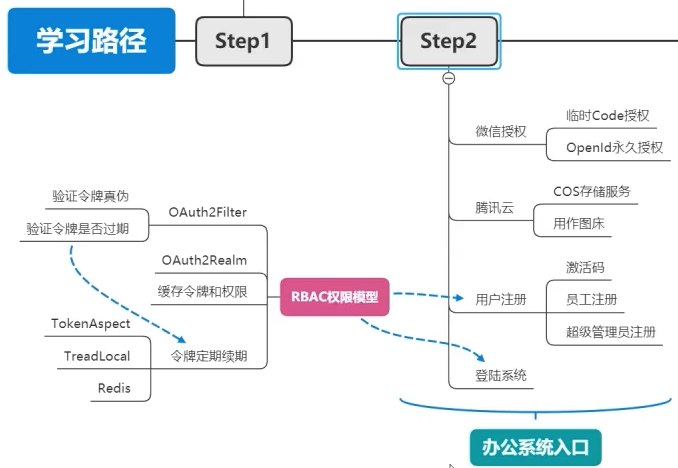 学习路径
Step1
Step2
微信授权
临时Code授权
OpenId永久授权
腾讯云
COS存储服务
用作图床
用户注册
激活码
员工注册
超级管理员注册
登陆系统
办公系统入口
RBAC权限模型
OAuth2Filter
验证令牌真伪
验证令牌是否过期
OAuth2Realm
缓存令牌和权限
令牌定期续期
TokenAspect
TreadLocal
Redis